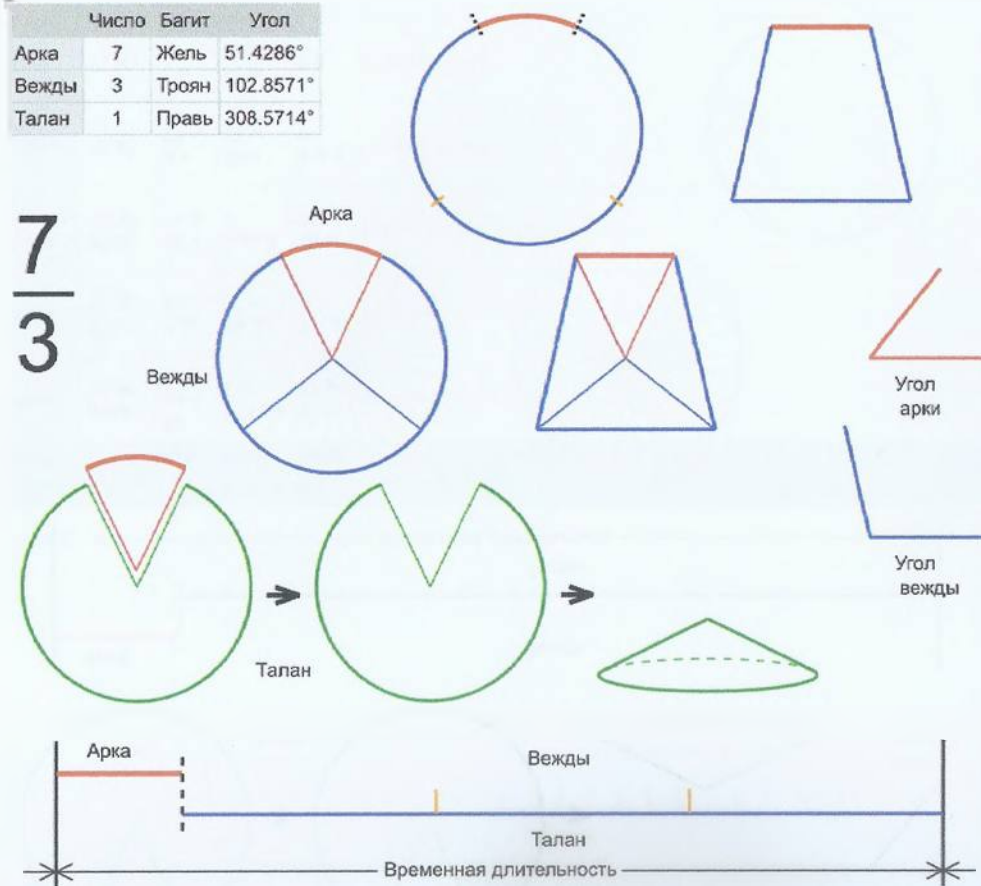 Число Багит Угол
Арка 7 Жель 51.4286°
Вежды 3 Троян 102.8571°
Талан 1 Правь 308.5714°
7
3
Арка
Вежды
Угол
арки
Угол
вежды
Талан
Арка
Вежды
Талан
Временная длительность